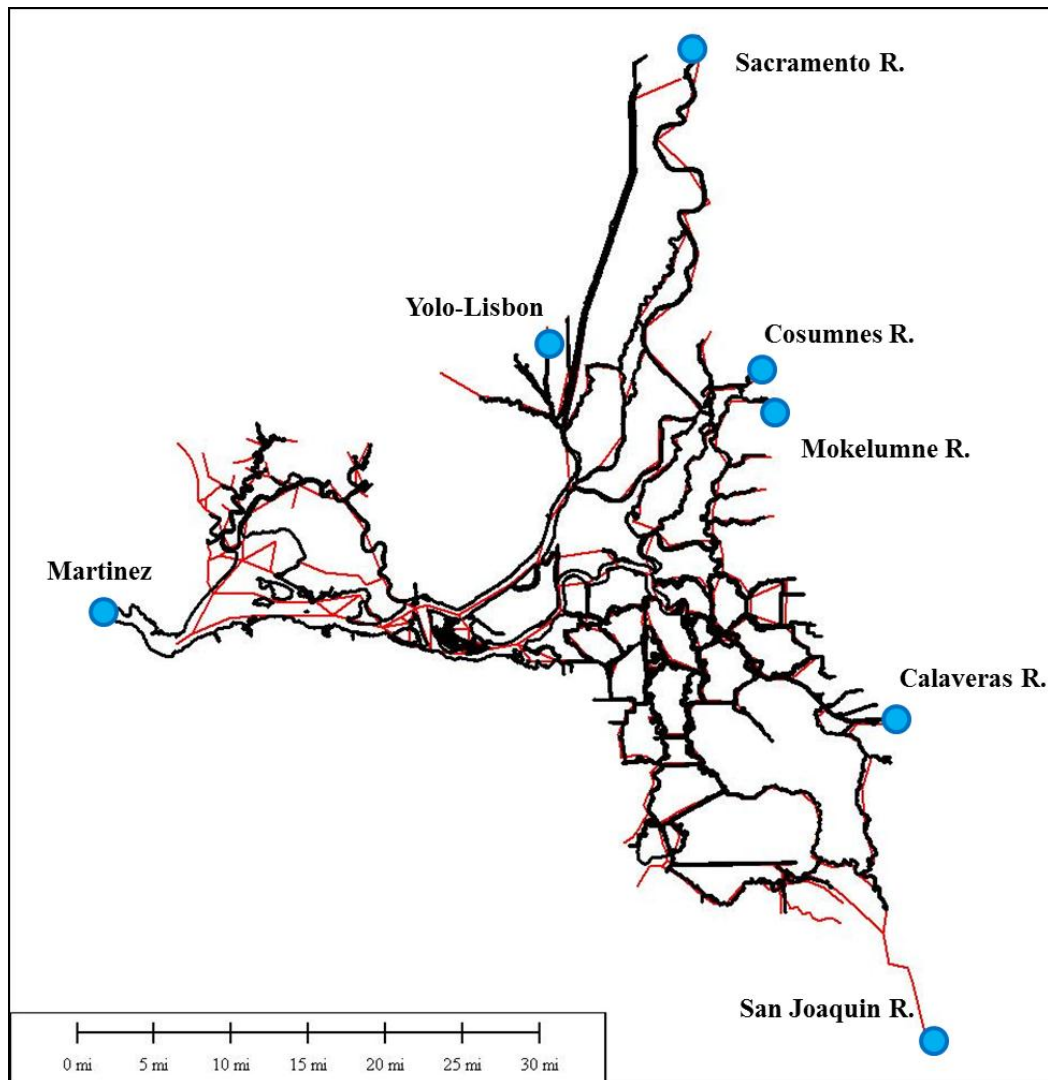 Sacramento R.
Yolo-Lisbon
Cosumnes R.
Mokelumne R.
Martinez
Calaveras R.
San Joaquin R.
0 mi 5 mi 10 mi 15 mi 20 mi 25 mi 30 mi